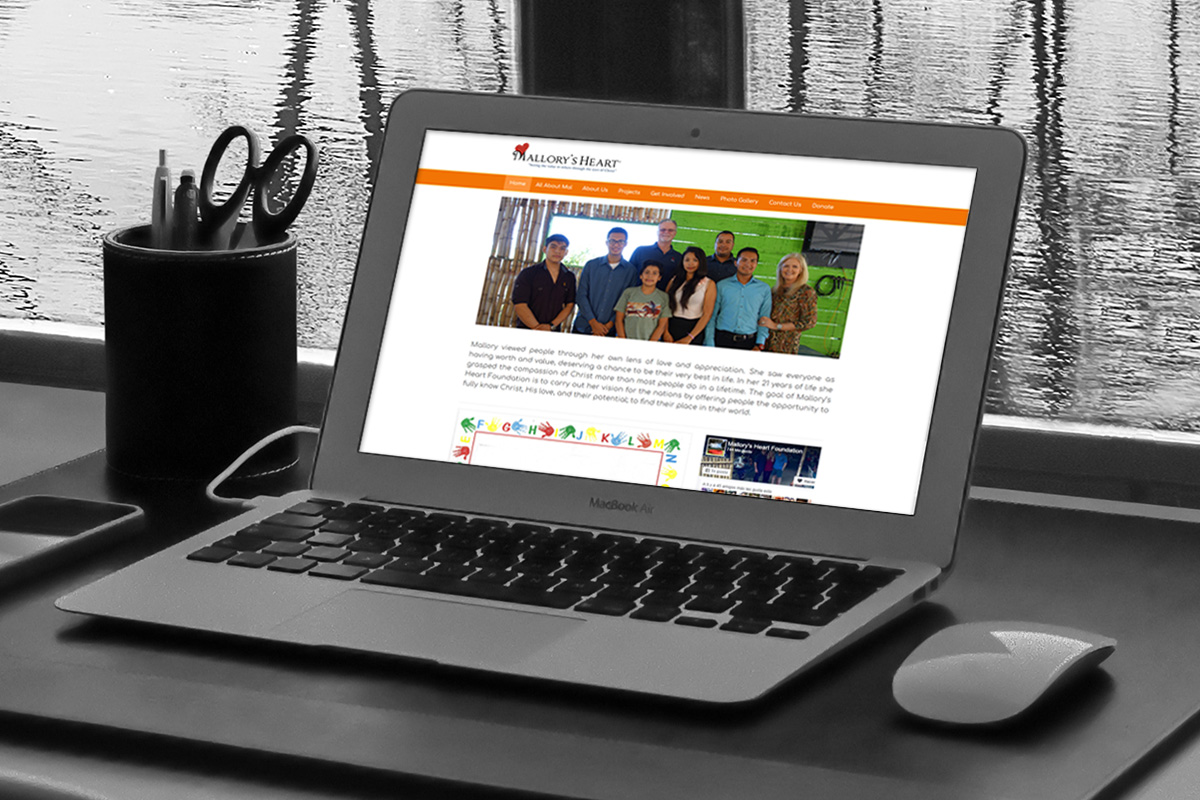 MALLORY'S HEART
Home All About Mal About Us Projects Get Involved News Photo Gallery Contact Us Donate
Mallory viewed people through her own lens of love and appreciation. She saw everyone as
having worth and value, deserving a chance to be their very best in life. In her 21 years of life she
grasped the compassion of Christ more than most people do in a lifetime. The goal of Mallory's
Heart Foundation is to carry out her vision for the nations by offering people the opportunity to
fully know Christ, His love, and their potential; to find their place in their world.
E F G H I J K L M N
Mallory's Heart Foundation
MacBook Air